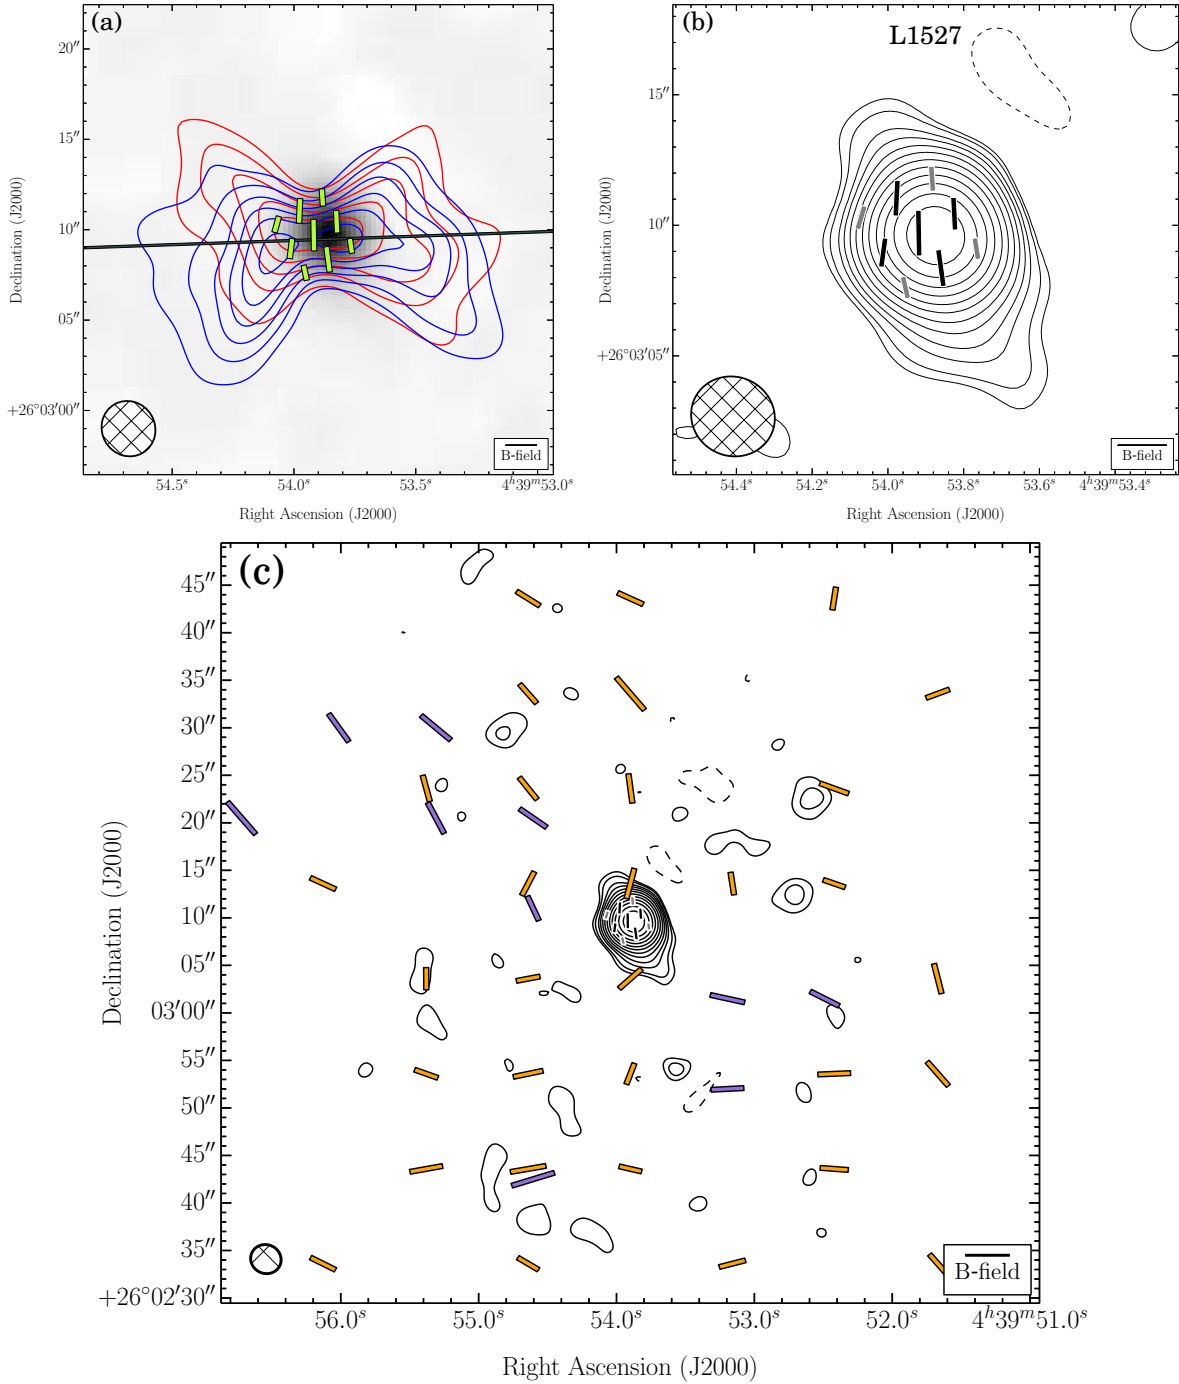 (a)
20″
15″
10″
05″
+26°03′00″
Declination (J2000)
B-field
54.5ˢ
54.0ˢ
53.5ˢ
4ʰ39ᵐ53.0ˢ
Right Ascension (J2000)
(b)
L1527
15″
10″
+26°03′05″
Declination (J2000)
B-field
54.4ˢ
54.2ˢ
54.0ˢ
53.8ˢ
53.6ˢ
4ʰ39ᵐ53.4ˢ
Right Ascension (J2000)
(c)
45″
40″
35″
30″
25″
20″
15″
10″
05″
03′00″
55″
50″
45″
40″
35″
+26°02′30″
Declination (J2000)
B-field
56.0ˢ
55.0ˢ
54.0ˢ
53.0ˢ
52.0ˢ
4ʰ39ᵐ51.0ˢ
Right Ascension (J2000)